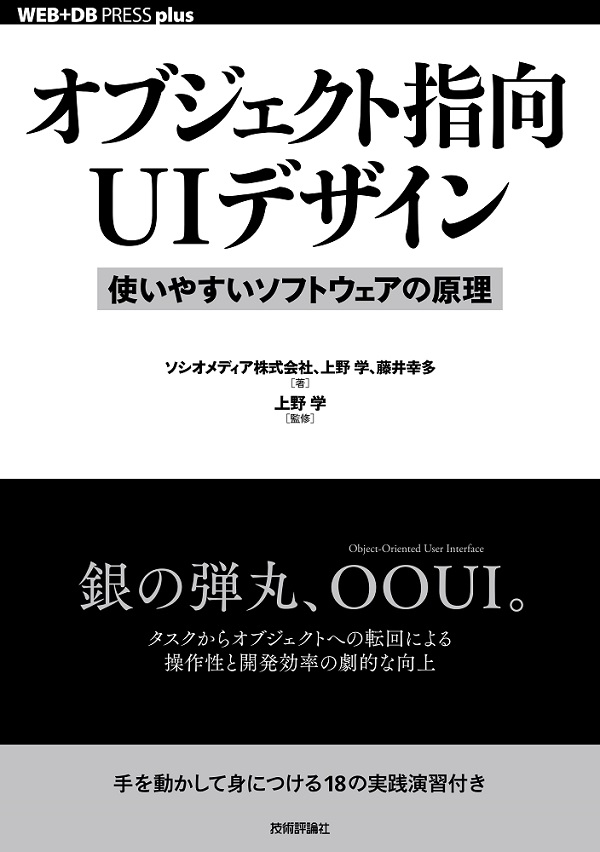 WEB+DB PRESS plus
オブジェクト指向
UIデザイン
使いやすいソフトウェアの原理
ソシオメディア株式会社、上野 学、藤井幸多
[著]
上野 学
[監修]
Object-Oriented User Interface
銀の弾丸、OOUI。
タスクからオブジェクトへの転回による
操作性と開発効率の劇的な向上
手を動かして身につける18の実践演習付き
技術評論社